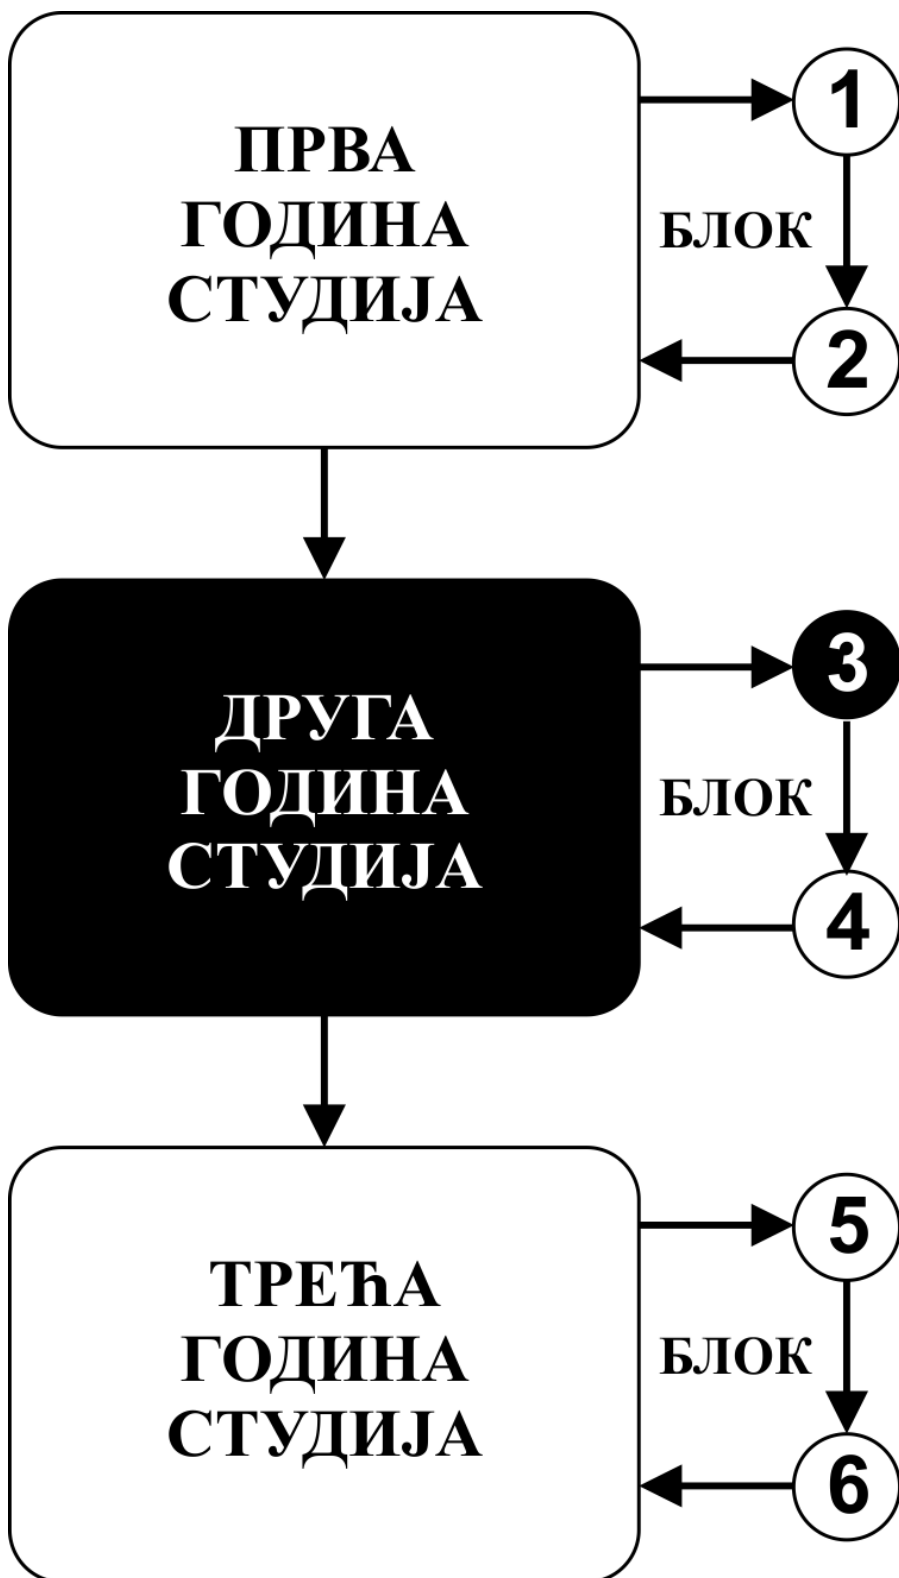 ПРВА
ГОДИНА
СТУДИЈА
1
БЛОК
2
ДРУГА
ГОДИНА
СТУДИЈА
3
БЛОК
4
ТРЕЋА
ГОДИНА
СТУДИЈА
5
БЛОК
6